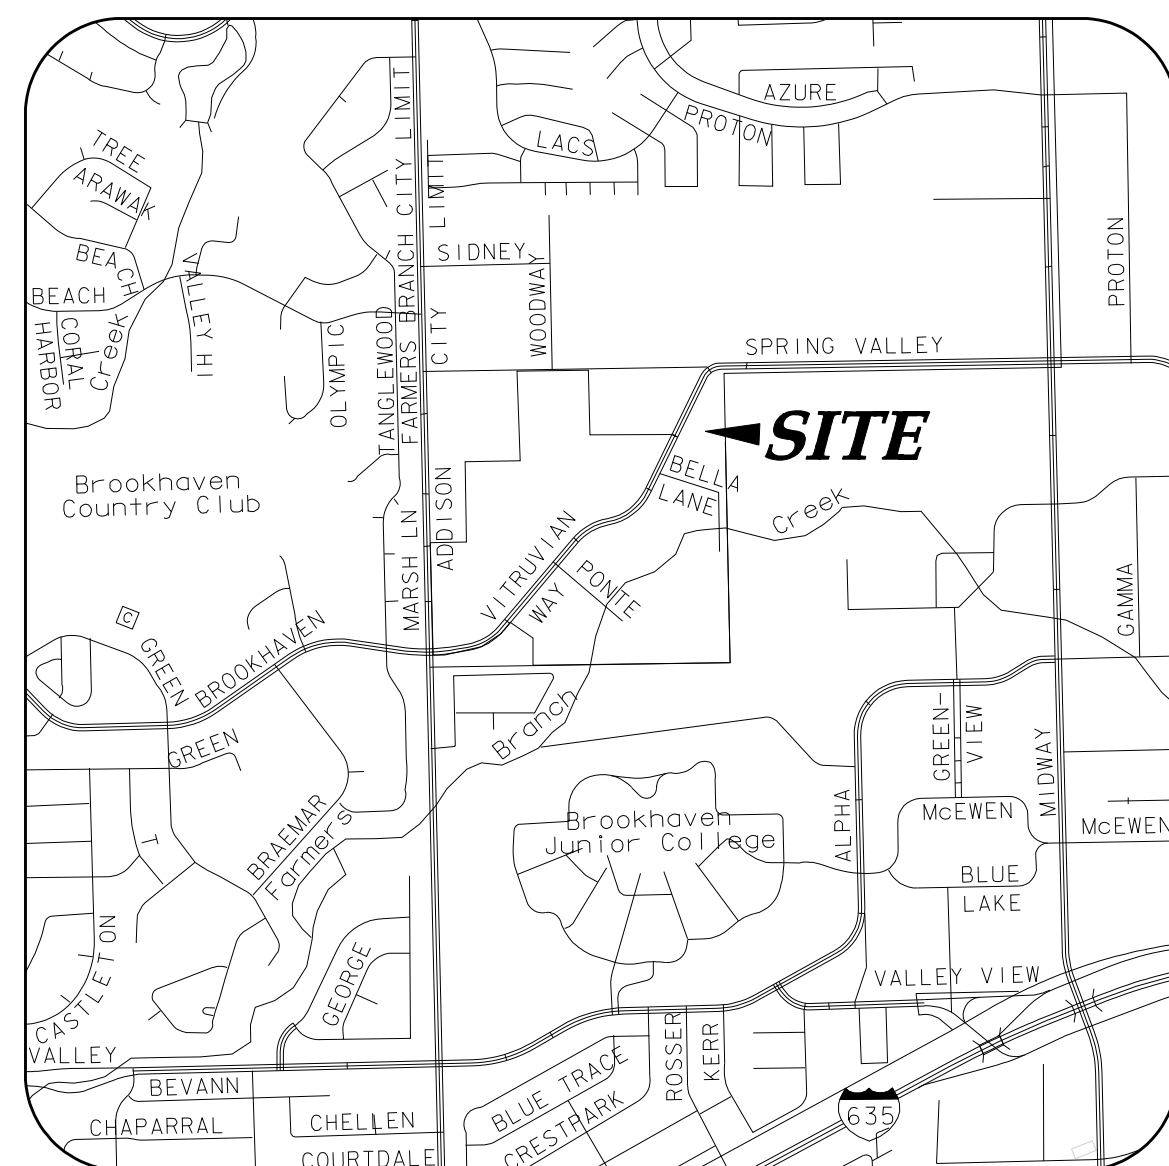 AZURE
PROTON
LACS
TREE
ARAWAK
BEACH
BEACH
VALLEY HI
HARBOR
CORAL
Creek
OLYMPIC
TANGLEWOOD
FARMERS BRANCH CITY LIMIT
CITY LIMIT
SIDNEY
WOODWAY
PROTON
SPRING VALLEY
SITE
BELLA
LANE
Creek
Brookhaven
Country Club
ADDISON
MARSH LN
VITRUVIAN
WAY
PONTE
GAMMA
C
GREEN
BROOKHAVEN
GREEN
Branch
GREEN-
VIEW
MIDWAY
BRAEMAR
Farmers
T
Brookhaven
Junior College
ALPHA
McEWEN
McEWEN
BLUE
LAKE
CASTLETON
GEORGE
VALLEY VIEW
VALLEY
BEVANN
ROSSER
KERR
BLUE TRACE
CRESTPARK
635
CHAPARRAL
CHELLEN
COURTDALE